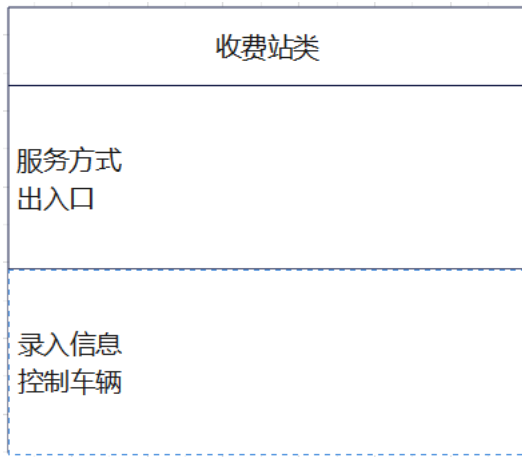 收费站类
服务方式
出入口
录入信息
控制车辆